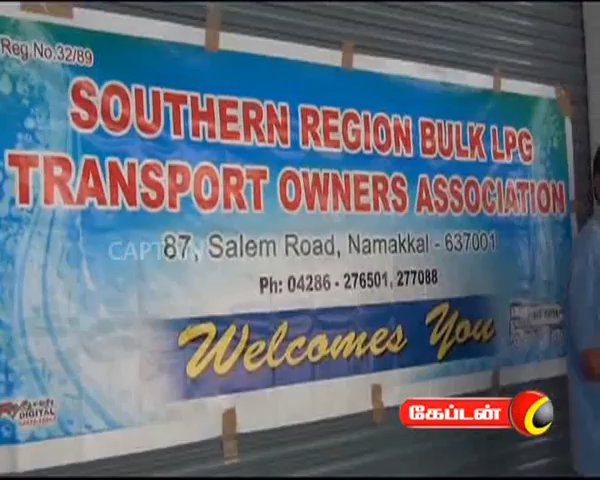 Reg.No.32/89
SOUTHERN REGION BULK LPG
TRANSPORT OWNERS ASSOCIATION
87, Salem Road, Namakkal - 637001
Ph: 04286 - 276501, 277088
Welcomes You
DIGITAL
கேப்டன்